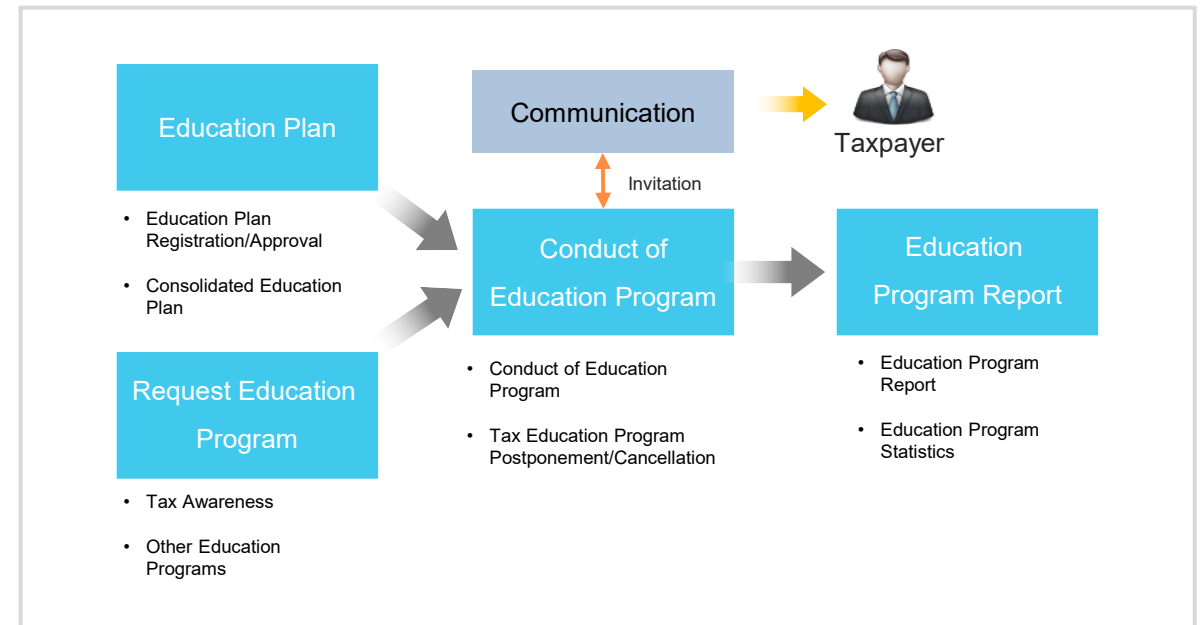 Education Plan
• Education Plan
Registration/Approval
• Consolidated Education
Plan
Request Education
Program
• Tax Awareness
• Other Education
Programs
Communication
Invitation
Conduct of
Education Program
• Conduct of Education
Program
• Tax Education Program
Postponement/Cancellation
Taxpayer
Education
Program Report
• Education Program
Report
• Education Program
Statistics